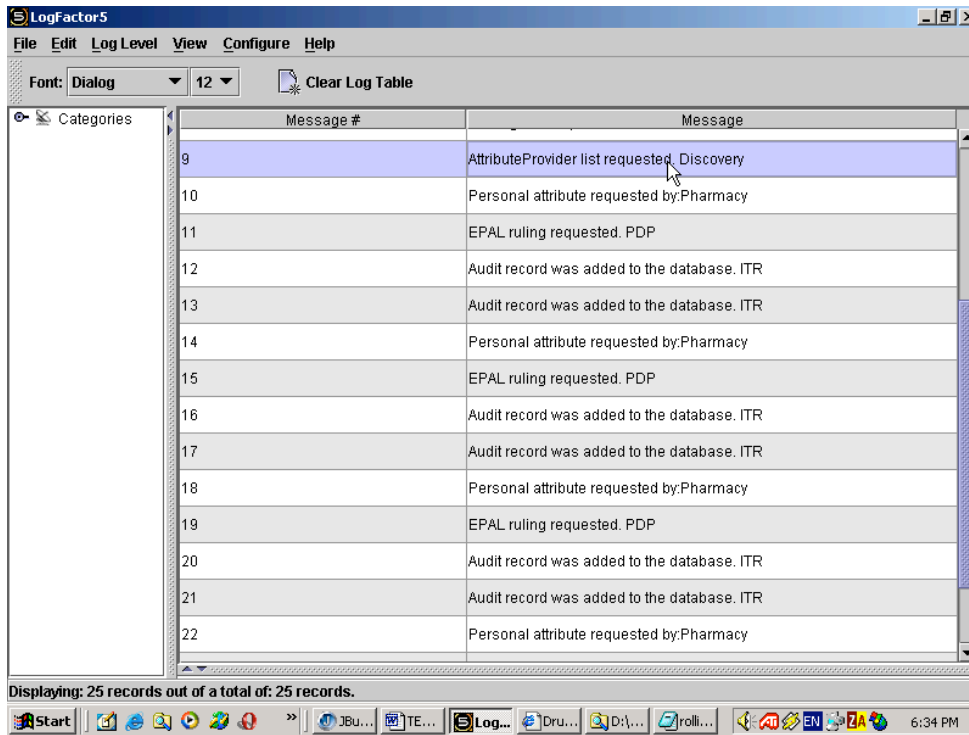 LogFactor5
File Edit Log Level View Configure Help
Font: Dialog 12 Clear Log Table
Categories Message # Message
9 AttributeProvider list requested. Discovery
10 Personal attribute requested by:Pharmacy
11 EPAL ruling requested. PDP
12 Audit record was added to the database. ITR
13 Audit record was added to the database. ITR
14 Personal attribute requested by:Pharmacy
15 EPAL ruling requested. PDP
16 Audit record was added to the database. ITR
17 Audit record was added to the database. ITR
18 Personal attribute requested by:Pharmacy
19 EPAL ruling requested. PDP
20 Audit record was added to the database. ITR
21 Audit record was added to the database. ITR
22 Personal attribute requested by:Pharmacy
Displaying: 25 records out of a total of: 25 records.
Start » JBu... TE... Log... Dru... D:\... rolli... EN ZA 6:34 PM